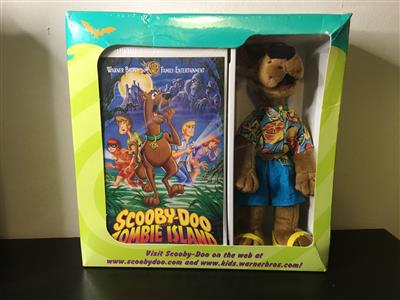 WARNER BROS. FAMILY ENTERTAINMENT
SCOOBY-DOO
ZOMBIE ISLAND
Visit Scooby-Doo on the web at
www.scoobydoo.com and www.kids.warnerbros.com!